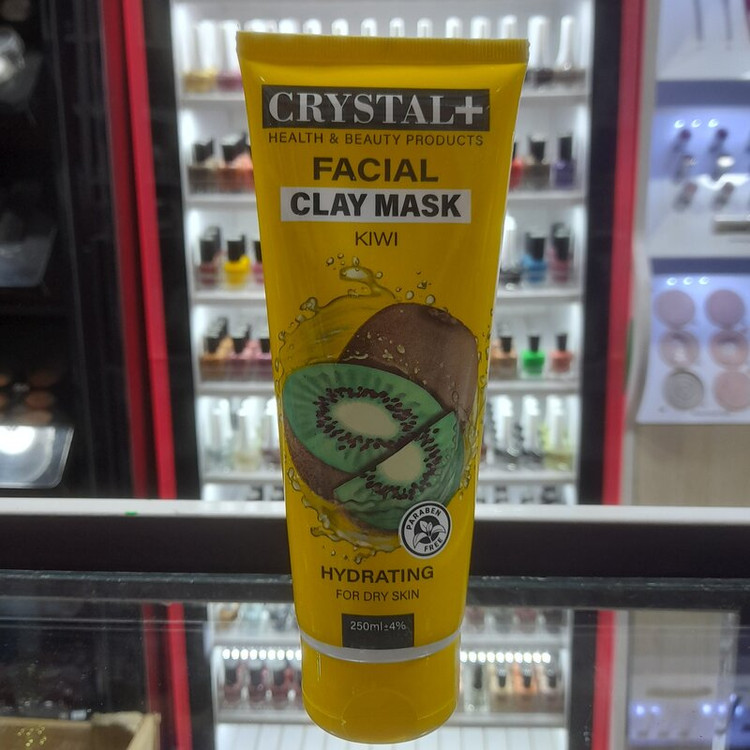 CRYSTAL+
HEALTH & BEAUTY PRODUCTS
FACIAL
CLAY MASK
KIWI
PARABEN
FREE
HYDRATING
FOR DRY SKIN
250ml±4%